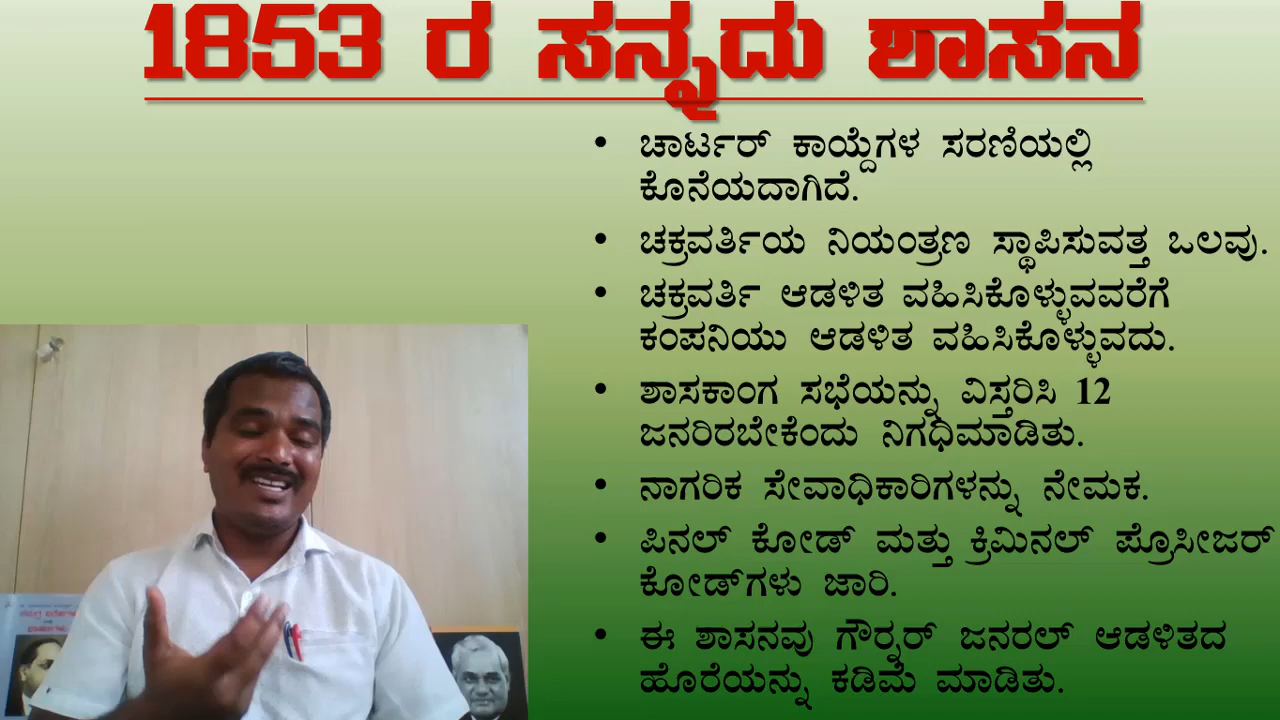 1853 ರ ಸನ್ನದು ಶಾಸನ
• ಚಾರ್ಟರ್ ಕಾಯ್ದೆಗಳ ಸರಣಿಯಲ್ಲಿ
ಕೊನೆಯದಾಗಿದೆ.
• ಚಕ್ರವರ್ತಿಯ ನಿಯಂತ್ರಣ ಸ್ಥಾಪಿಸುವತ್ತ ಒಲವು.
• ಚಕ್ರವರ್ತಿ ಆಡಳಿತ ವಹಿಸಿಕೊಳ್ಳುವವರೆಗೆ
ಕಂಪನಿಯು ಆಡಳಿತ ವಹಿಸಿಕೊಳ್ಳುವದು.
• ಶಾಸಕಾಂಗ ಸಭೆಯನ್ನು ವಿಸ್ತರಿಸಿ 12
ಜನರಿರಬೇಕೆಂದು ನಿಗಧಿಮಾಡಿತು.
• ನಾಗರಿಕ ಸೇವಾಧಿಕಾರಿಗಳನ್ನು ನೇಮಕ.
• ಪಿನಲ್ ಕೋಡ್ ಮತ್ತು ಕ್ರಿಮಿನಲ್ ಪ್ರೊಸೀಜರ್
ಕೋಡ್‌ಗಳು ಜಾರಿ.
• ಈ ಶಾಸನವು ಗೌರ‍್ನರ್ ಜನರಲ್ ಆಡಳಿತದ
ಹೊರೆಯನ್ನು ಕಡಿಮೆ ಮಾಡಿತು.